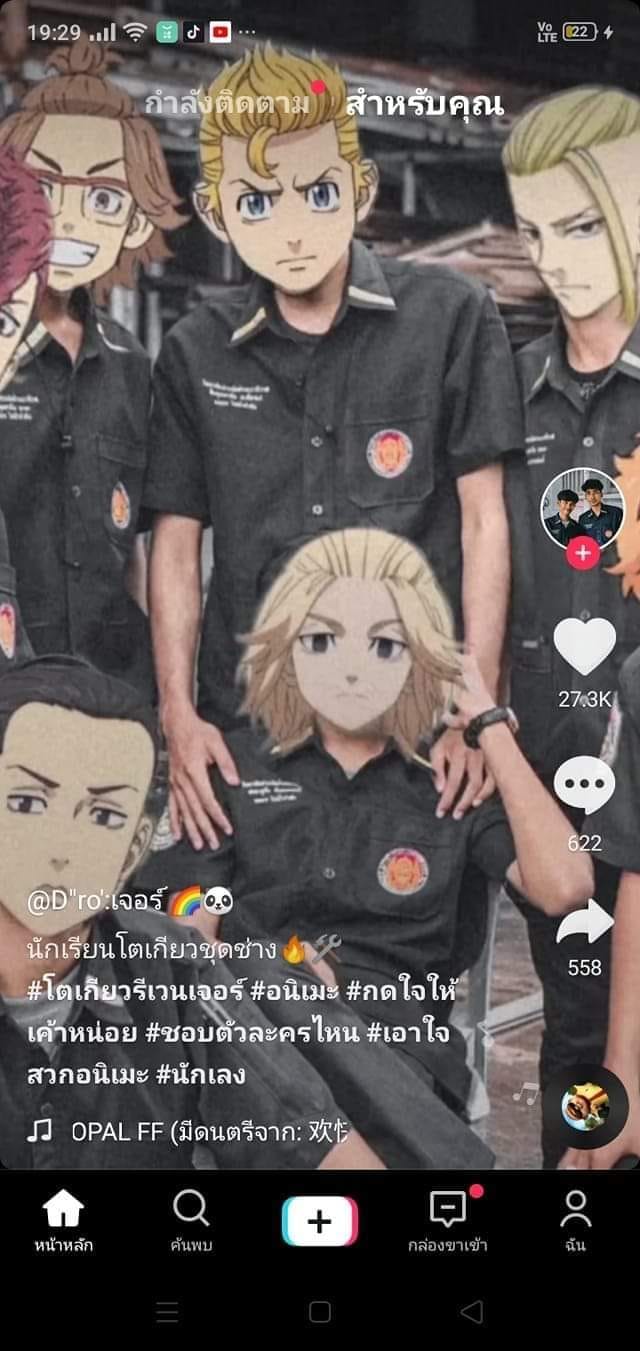 19:29
Vo
LTE
22
กำลังติดตาม
สำหรับคุณ
27.3K
622
558
@D"ro':เจอร์🌈🐼
นักเรียนโตเกียวชุดช่าง🔥🛠
#โตเกียวรีเวนเจอร์ #อนิเมะ #กดใจให้
เค้าหน่อย #ชอบตัวละครไหน #เอาใจ
สวกอนิเมะ #นักเลง
OPAL FF (มีดนตรีจาก: 欢
หน้าหลัก
ค้นพบ
กล่องขาเข้า
ฉัน